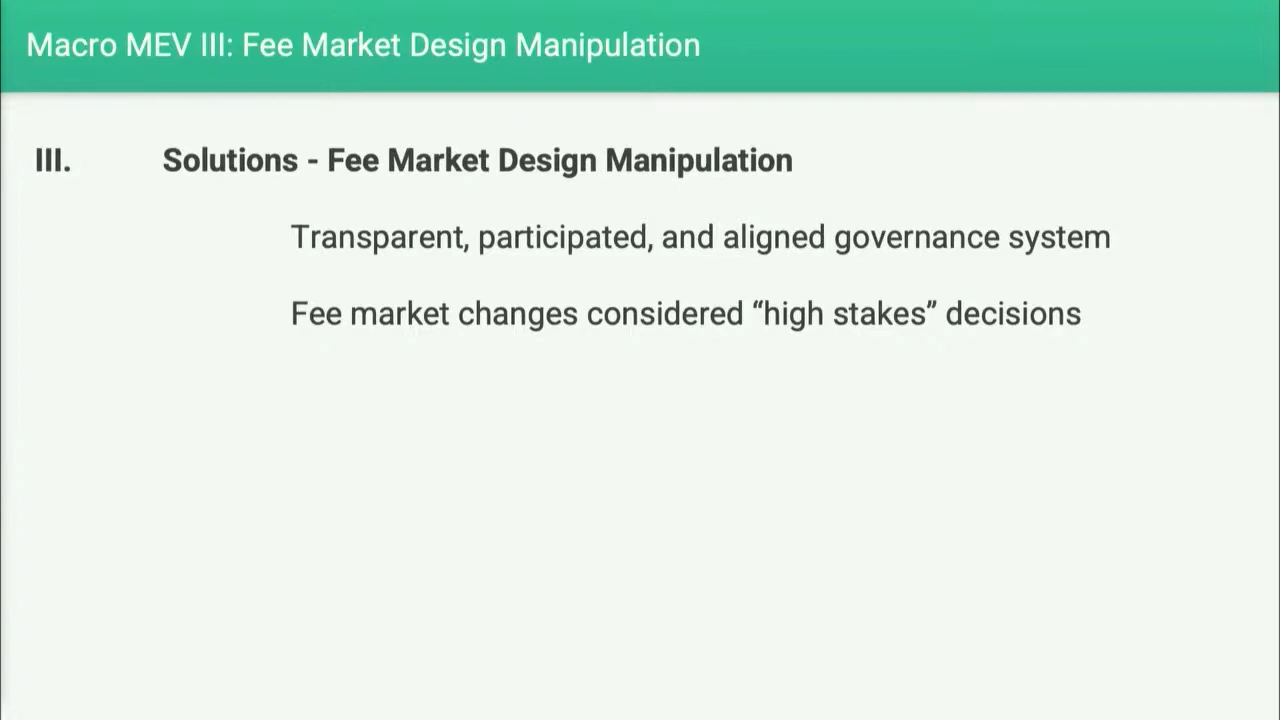 Macro MEV III: Fee Market Design Manipulation
III. Solutions - Fee Market Design Manipulation
Transparent, participated, and aligned governance system
Fee market changes considered “high stakes” decisions